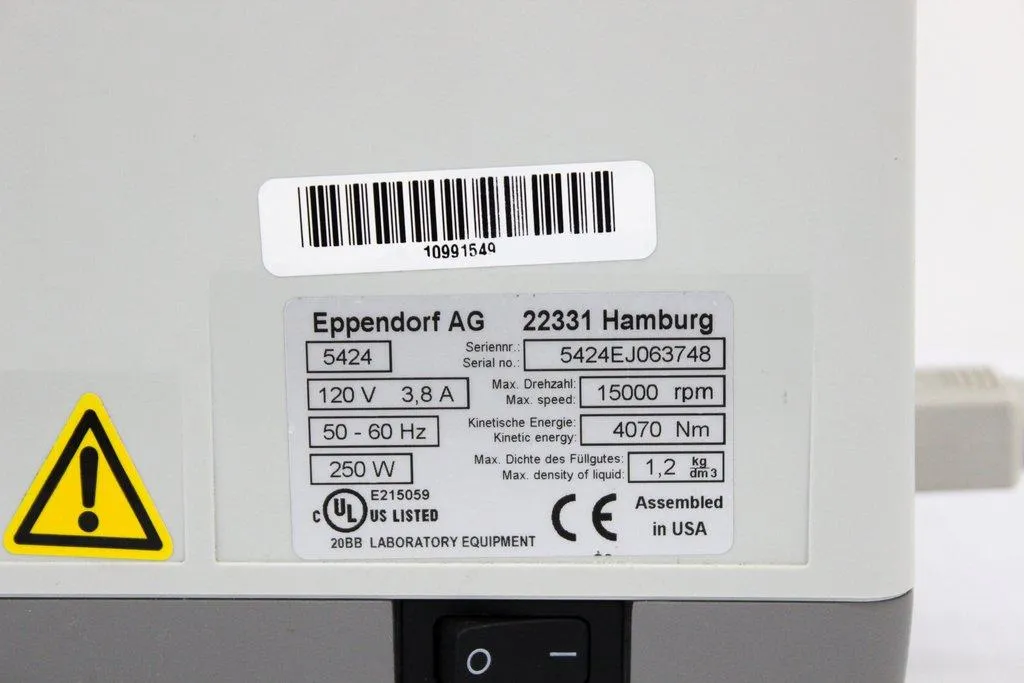 10991549
Eppendorf AG 22331 Hamburg
5424 Seriennr.: Serial no.: 5424EJ063748
120 V 3,8 A Max. Drehzahl: Max. speed: 15000 rpm
50 - 60 Hz Kinetische Energie: Kinetic energy: 4070 Nm
250 W Max. Dichte des Füllgutes: Max. density of liquid: 1,2 kg/dm3
E215059
C UL US LISTED
CE Assembled
in USA
20BB LABORATORY EQUIPMENT